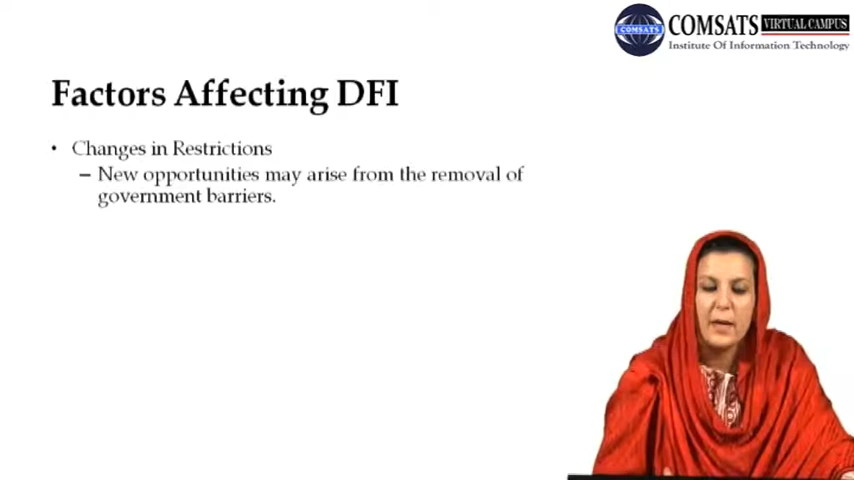 COMSATS VIRTUAL CAMPUS
Institute Of Information Technology
COMSATS
Factors Affecting DFI
• Changes in Restrictions
– New opportunities may arise from the removal of
government barriers.